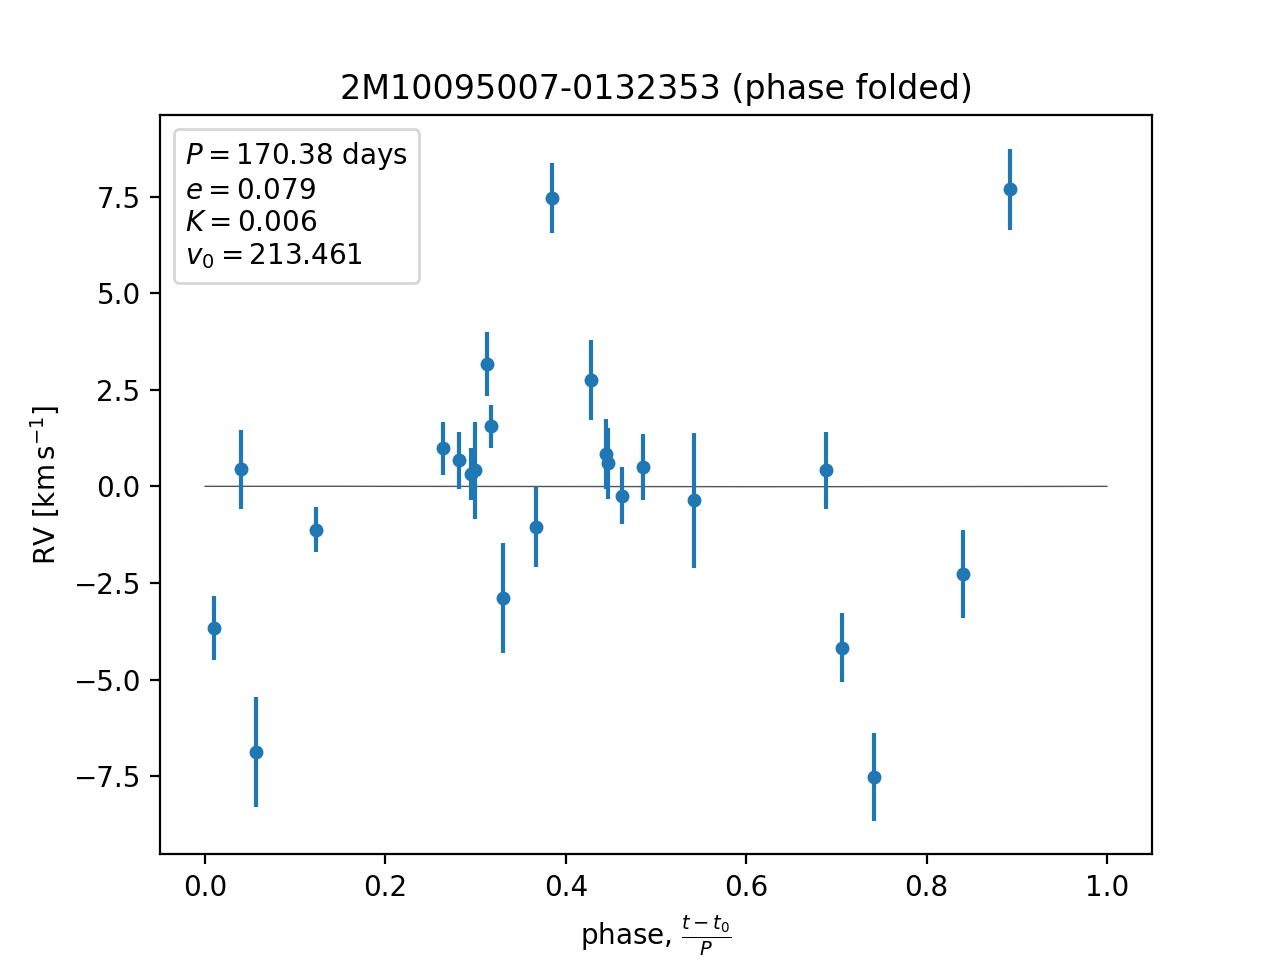 2M10095007-0132353 (phase folded)
P = 170.38 days
e = 0.079
K = 0.006
v₀ = 213.461
7.5
5.0
2.5
0.0
−2.5
−5.0
−7.5
RV [km s⁻¹]
0.0 0.2 0.4 0.6 0.8 1.0
phase, (t − t₀)/P